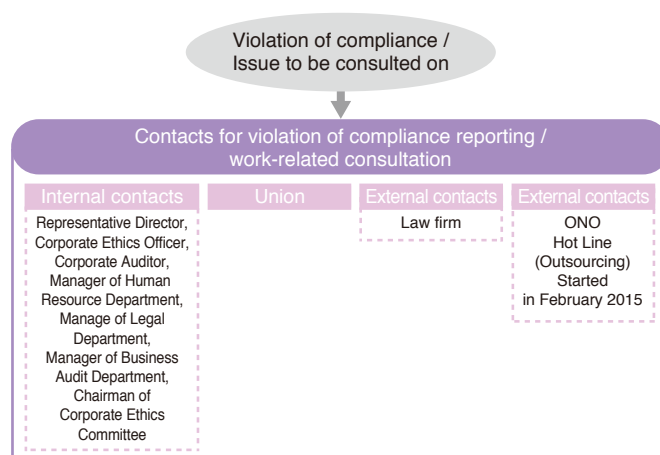 Violation of compliance /
Issue to be consulted on
Contacts for violation of compliance reporting /
work-related consultation
Internal contacts
Representative Director,
Corporate Ethics Officer,
Corporate Auditor,
Manager of Human
Resource Department,
Manage of Legal
Department,
Manager of Business
Audit Department,
Chairman of
Corporate Ethics
Committee
Union
External contacts
Law firm
External contacts
ONO
Hot Line
(Outsourcing)
Started
in February 2015